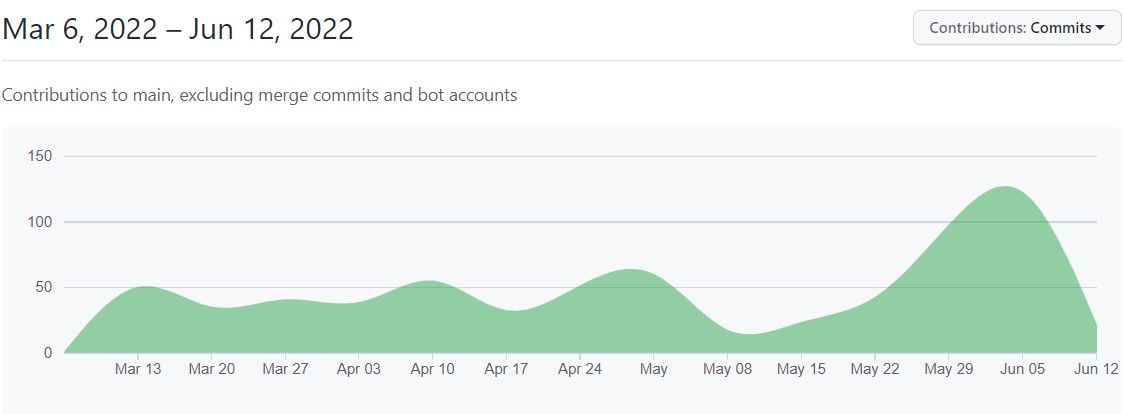 Mar 6, 2022 – Jun 12, 2022
Contributions: Commits
Contributions to main, excluding merge commits and bot accounts
150
100
50
0
Mar 13 Mar 20 Mar 27 Apr 03 Apr 10 Apr 17 Apr 24 May May 08 May 15 May 22 May 29 Jun 05 Jun 12